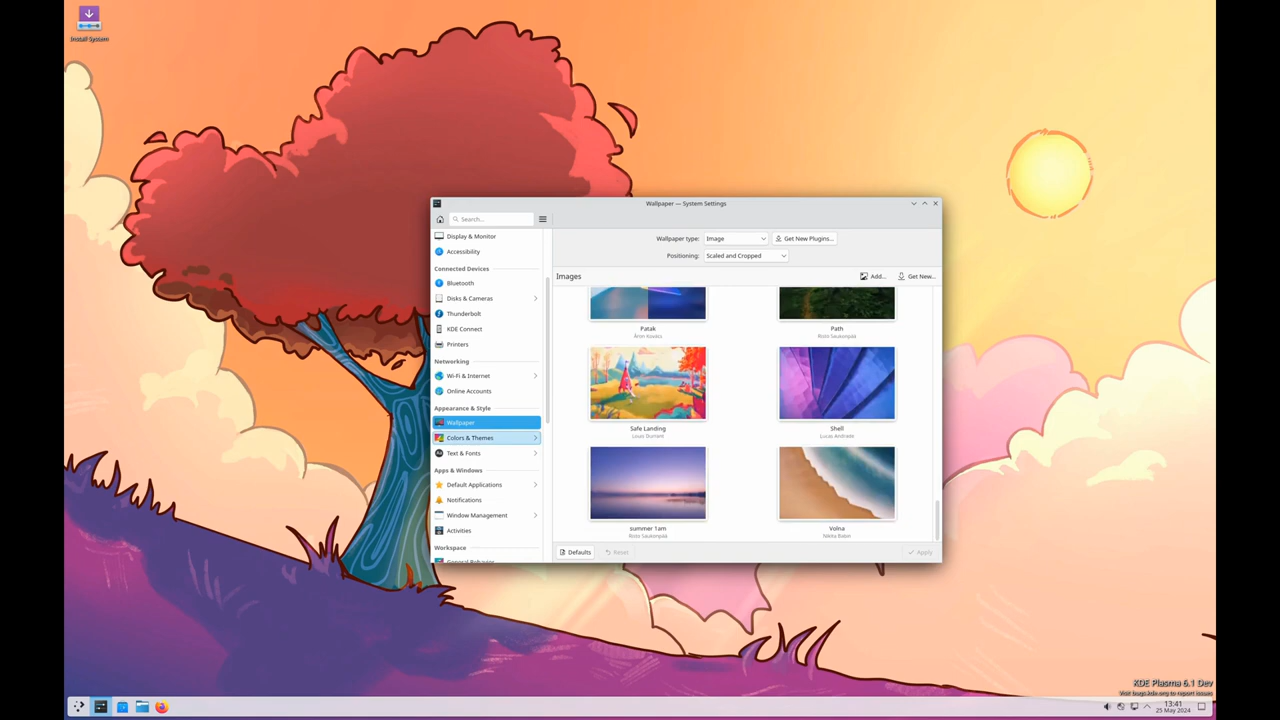 Install System
Wallpaper — System Settings
Search...
Display & Monitor
Accessibility
Connected Devices
Bluetooth
Disks & Cameras
Thunderbolt
KDE Connect
Printers
Networking
Wi-Fi & Internet
Online Accounts
Appearance & Style
Wallpaper
Colors & Themes
Text & Fonts
Apps & Windows
Default Applications
Notifications
Window Management
Activities
Workspace
General Behavior
Wallpaper type:
Image
Get New Plugins...
Positioning:
Scaled and Cropped
Images
Add...
Get New...
Patak
Áron Kovács
Path
Risto Saukonpää
Safe Landing
Louis Durrant
Shell
Lucas Andrade
summer 1am
Risto Saukonpää
Volna
Nikita Babin
Defaults
Reset
Apply
KDE Plasma 6.1 Dev
Visit bugs.kde.org to report issues
13:41
25 May 2024